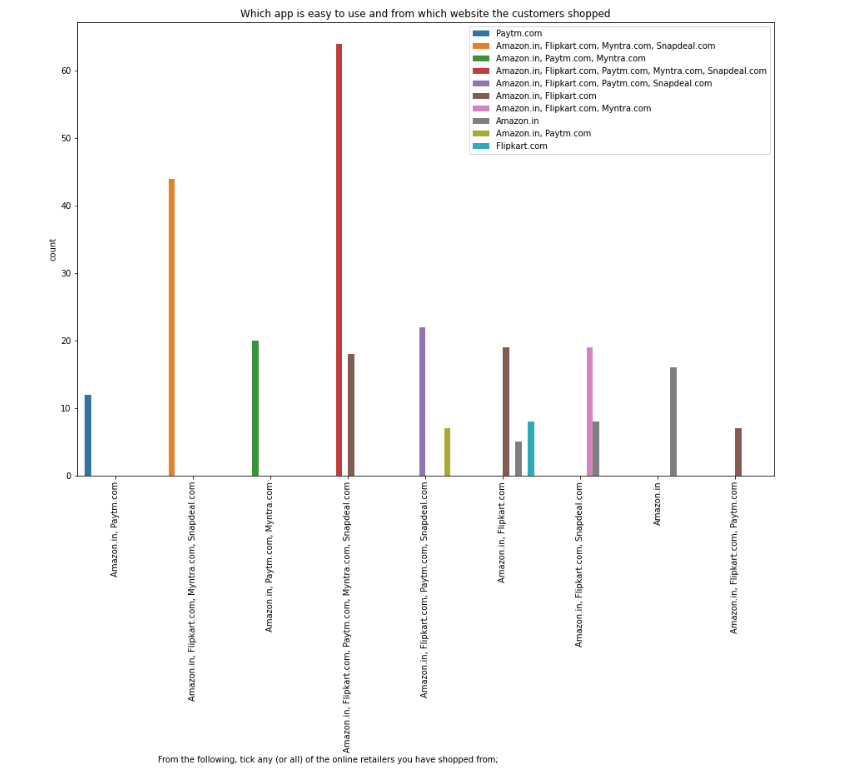 Which app is easy to use and from which website the customers shopped
Paytm.com
Amazon.in, Flipkart.com, Myntra.com, Snapdeal.com
Amazon.in, Paytm.com, Myntra.com
Amazon.in, Flipkart.com, Paytm.com, Myntra.com, Snapdeal.com
Amazon.in, Flipkart.com, Paytm.com, Snapdeal.com
Amazon.in, Flipkart.com
Amazon.in, Flipkart.com, Myntra.com
Amazon.in
Amazon.in, Paytm.com
Flipkart.com
60
50
40
30
20
10
0
count
Amazon.in, Paytm.com
Amazon.in, Flipkart.com, Myntra.com, Snapdeal.com
Amazon.in, Paytm.com, Myntra.com
Amazon.in, Flipkart.com, Paytm.com, Myntra.com, Snapdeal.com
Amazon.in, Flipkart.com, Paytm.com, Snapdeal.com
Amazon.in, Flipkart.com
Amazon.in, Flipkart.com, Snapdeal.com
Amazon.in
Amazon.in, Flipkart.com, Paytm.com
From the following, tick any (or all) of the online retailers you have shopped from;